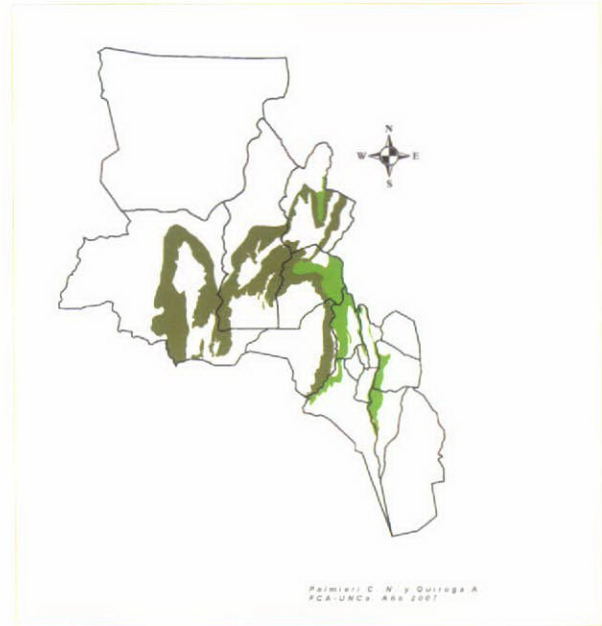 N
W E
S
Palmieri C. N. y Quiroga A
FCA-UNCa. Año 2007